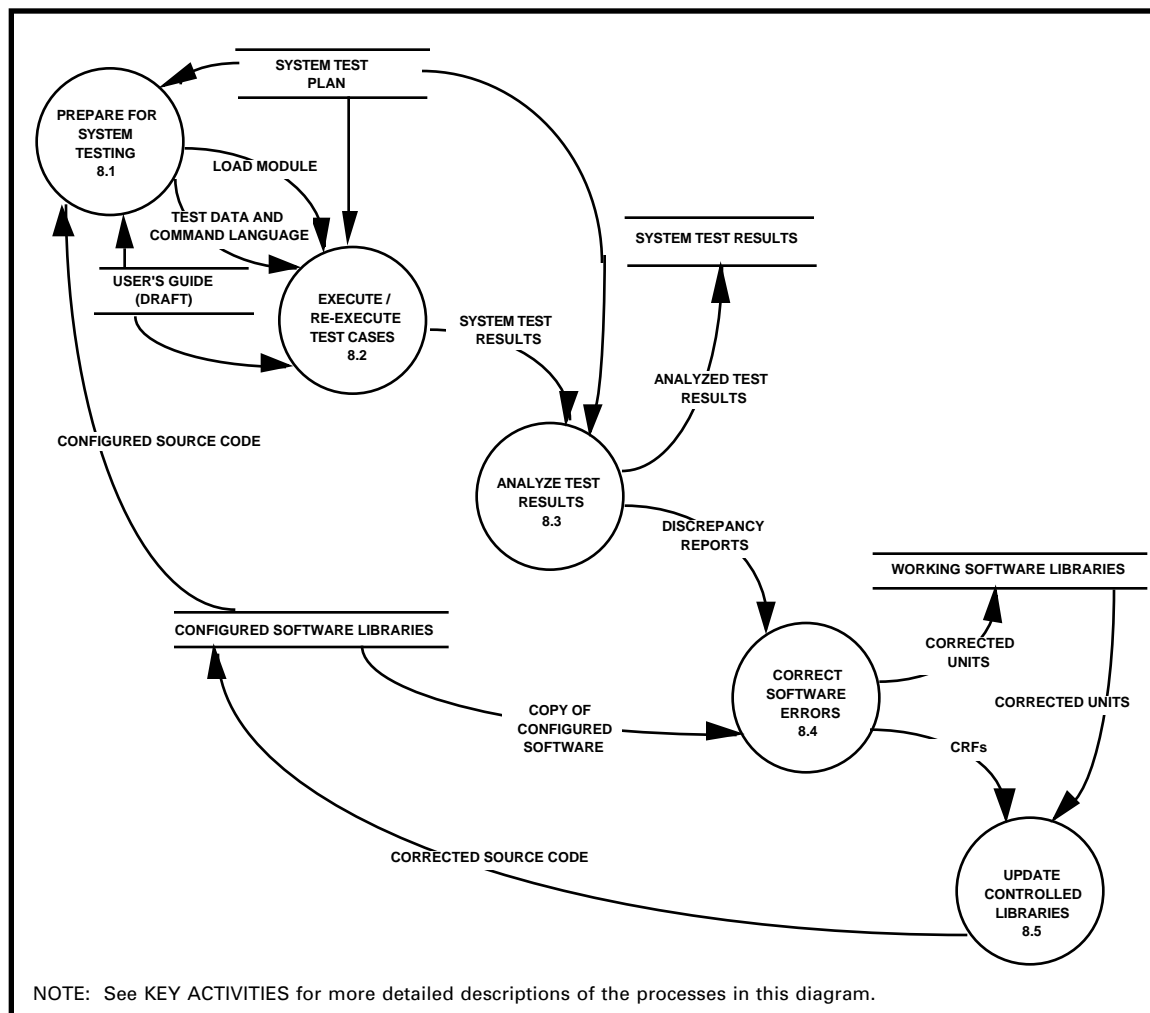 SYSTEM TEST
PLAN
PREPARE FOR
SYSTEM
TESTING
8.1
LOAD MODULE
TEST DATA AND
COMMAND LANGUAGE
USER'S GUIDE
(DRAFT)
EXECUTE /
RE-EXECUTE
TEST CASES
8.2
SYSTEM TEST
RESULTS
SYSTEM TEST RESULTS
ANALYZED TEST
RESULTS
CONFIGURED SOURCE CODE
ANALYZE TEST
RESULTS
8.3
DISCREPANCY
REPORTS
WORKING SOFTWARE LIBRARIES
CONFIGURED SOFTWARE LIBRARIES
CORRECTED
UNITS
CORRECT
SOFTWARE
ERRORS
8.4
CORRECTED UNITS
COPY OF
CONFIGURED
SOFTWARE
CRFs
CORRECTED SOURCE CODE
UPDATE
CONTROLLED
LIBRARIES
8.5
NOTE: See KEY ACTIVITIES for more detailed descriptions of the processes in this diagram.